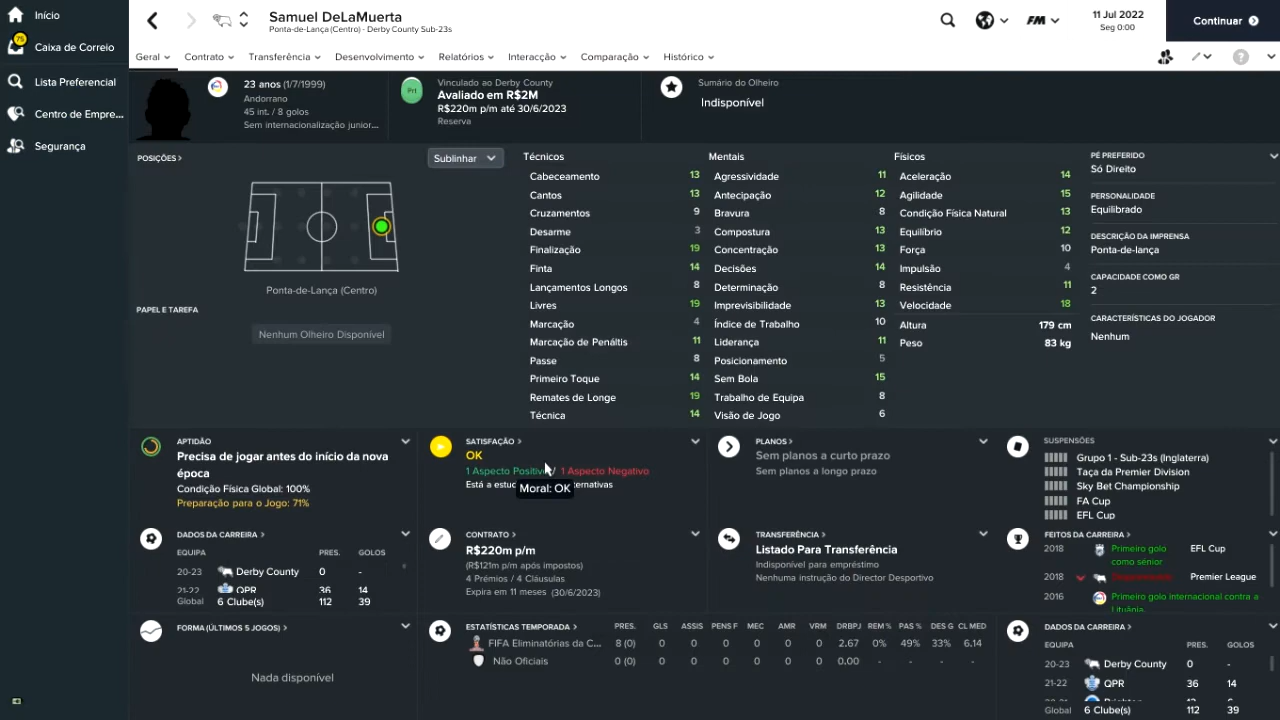 Início
Samuel DeLaMuerta
Ponta-de-Lança (Centro) - Derby County Sub-23s
11 Jul 2022
Seg 0:00
Continuar
75
Caixa de Correio
Lista Preferencial
Centro de Empre...
Segurança
FM
Geral Contrato Transferência Desenvolvimento Relatórios Interacção Comparação Histórico
23 anos (1/7/1999)
Andorrano
45 int. / 8 golos
Sem internacionalização junior...
Prt
Vinculado ao Derby County
Avaliado em R$2M
R$220m p/m até 30/6/2023
Reserva
Sumário do Olheiro
Indisponível
POSIÇÕES
Sublinhar
Ponta-de-Lança (Centro)
PAPEL E TAREFA
Nenhum Olheiro Disponível
Técnicos
Cabeceamento 13
Cantos 13
Cruzamentos 9
Desarme 3
Finalização 19
Finta 14
Lançamentos Longos 8
Livres 19
Marcação 4
Marcação de Penáltis 11
Passe 8
Primeiro Toque 14
Remates de Longe 19
Técnica 14
Mentais
Agressividade 11
Antecipação 12
Bravura 8
Compostura 13
Concentração 13
Decisões 14
Determinação 8
Imprevisibilidade 13
Índice de Trabalho 10
Liderança 11
Posicionamento 5
Sem Bola 15
Trabalho de Equipa 8
Visão de Jogo 6
Físicos
Aceleração 14
Agilidade 15
Condição Física Natural 13
Equilíbrio 12
Força 10
Impulsão 4
Resistência 11
Velocidade 18
Altura 179 cm
Peso 83 kg
PÉ PREFERIDO
Só Direito
PERSONALIDADE
Equilibrado
DESCRIÇÃO DA IMPRENSA
Ponta-de-lança
CAPACIDADE COMO GR
2
CARACTERÍSTICAS DO JOGADOR
Nenhum
APTIDÃO
Precisa de jogar antes do início da nova
época
Condição Física Global: 100%
Preparação para o Jogo: 71%
SATISFAÇÃO
OK
1 Aspecto Positiv / 1 Aspecto Negativo
Está a estuc ternativas
Moral: OK
PLANOS
Sem planos a curto prazo
Sem planos a longo prazo
SUSPENSÕES
Grupo 1 - Sub-23s (Inglaterra)
Taça da Premier Division
Sky Bet Championship
FA Cup
EFL Cup
DADOS DA CARREIRA
EQUIPA PRES. GOLOS
20-23 Derby County 0 -
21-22 QPR 36 14
Global 6 Clube(s) 112 39
CONTRATO
R$220m p/m
(R$121m p/m após impostos)
4 Prémios / 4 Cláusulas
Expira em 11 meses (30/6/2023)
TRANSFERÊNCIA
Listado Para Transferência
Indisponível para empréstimo
Nenhuma instrução do Director Desportivo
FEITOS DA CARREIRA
2018 Primeiro golo como sénior EFL Cup
2018 Premier League
2016 Primeiro golo internacional contra a
Lituânia
FORMA (ÚLTIMOS 5 JOGOS)
Nada disponível
ESTATÍSTICAS TEMPORADA PRES. GLS ASSIS PENS F MEC AMR VRM DRBPJ REM % PAS % DES G CL MED
FIFA Eliminatórias da C... 8 (0) 0 0 0 0 0 0 2.67 0% 49% 33% 6.14
Não Oficiais 0 (0) 0 0 0 0 0 0 0.00 - - - -
DADOS DA CARREIRA
EQUIPA PRES. GOLOS
20-23 Derby County 0 -
21-22 QPR 36 14
Global 6 Clube(s) 112 39